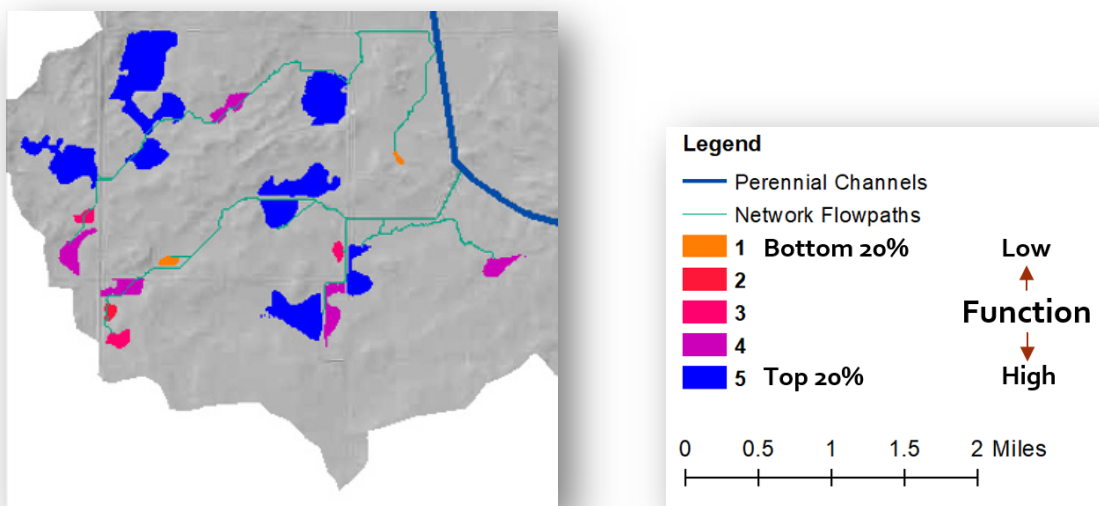 Legend
Perennial Channels
Network Flowpaths
1 Bottom 20% Low
2
3 Function
4
5 Top 20% High
0 0.5 1 1.5 2 Miles